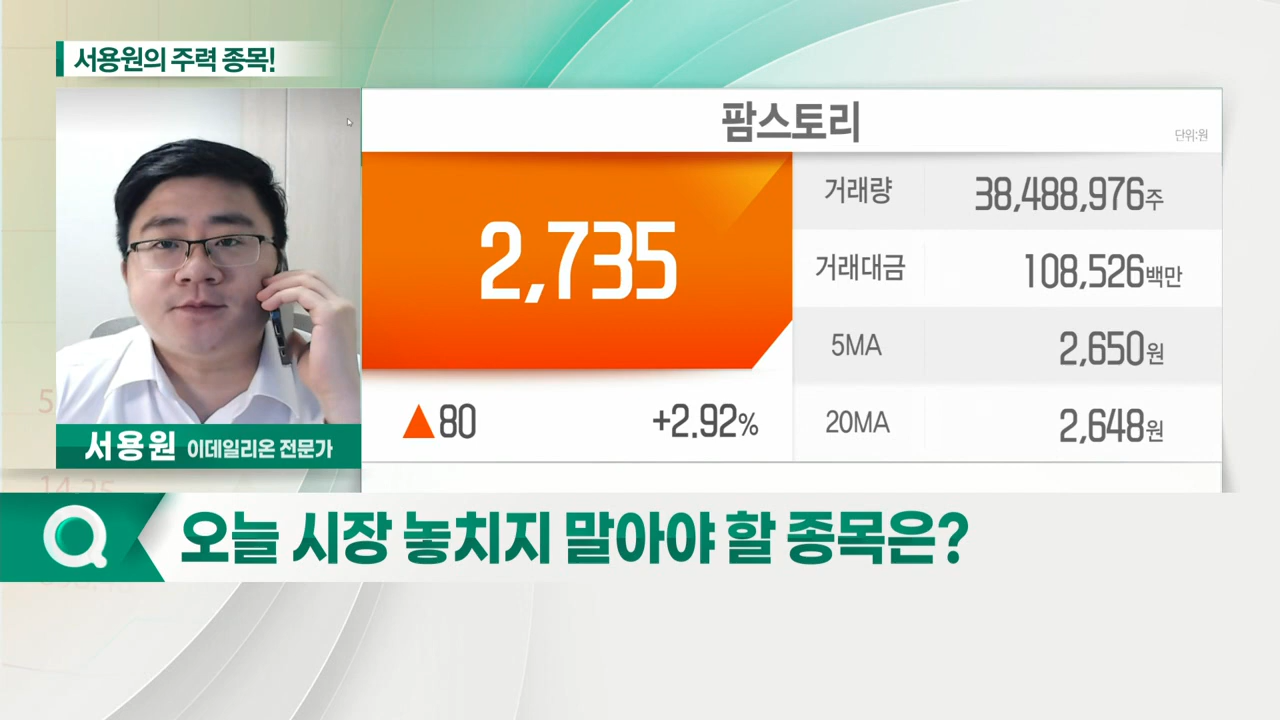 서용원의 주력 종목!
팜스토리
단위:원
2,735
▲80 +2.92%
거래량 38,488,976주
거래대금 108,526백만
5MA 2,650원
20MA 2,648원
서용원 이데일리온 전문가
오늘 시장 놓치지 말아야 할 종목은?